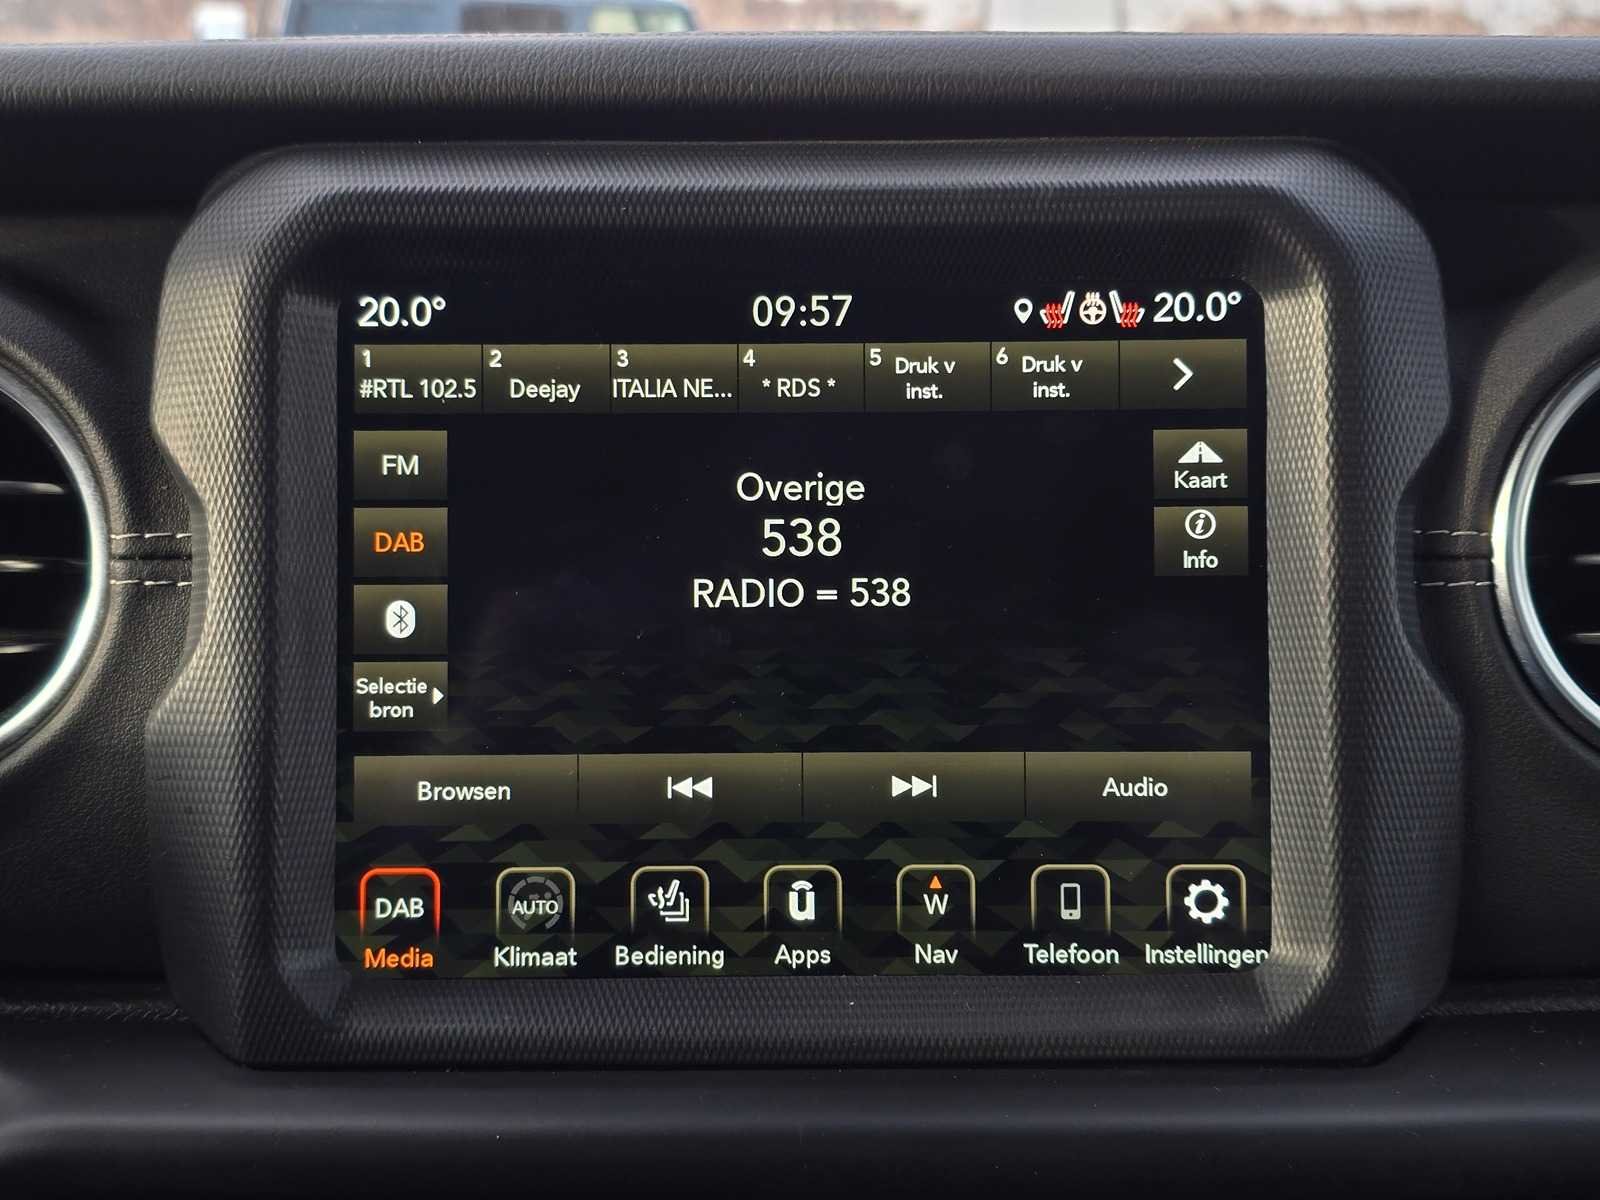 20.0°
09:57
20.0°
1
#RTL 102.5
2
Deejay
3
ITALIA NE...
4
* RDS *
5
Druk v
inst.
6
Druk v
inst.
FM
DAB
Selectie
bron
Overige
538
RADIO = 538
Kaart
Info
Browsen
Audio
DAB
Media
AUTO
Klimaat
Bediening
ū
Apps
W
Nav
Telefoon
Instellingen